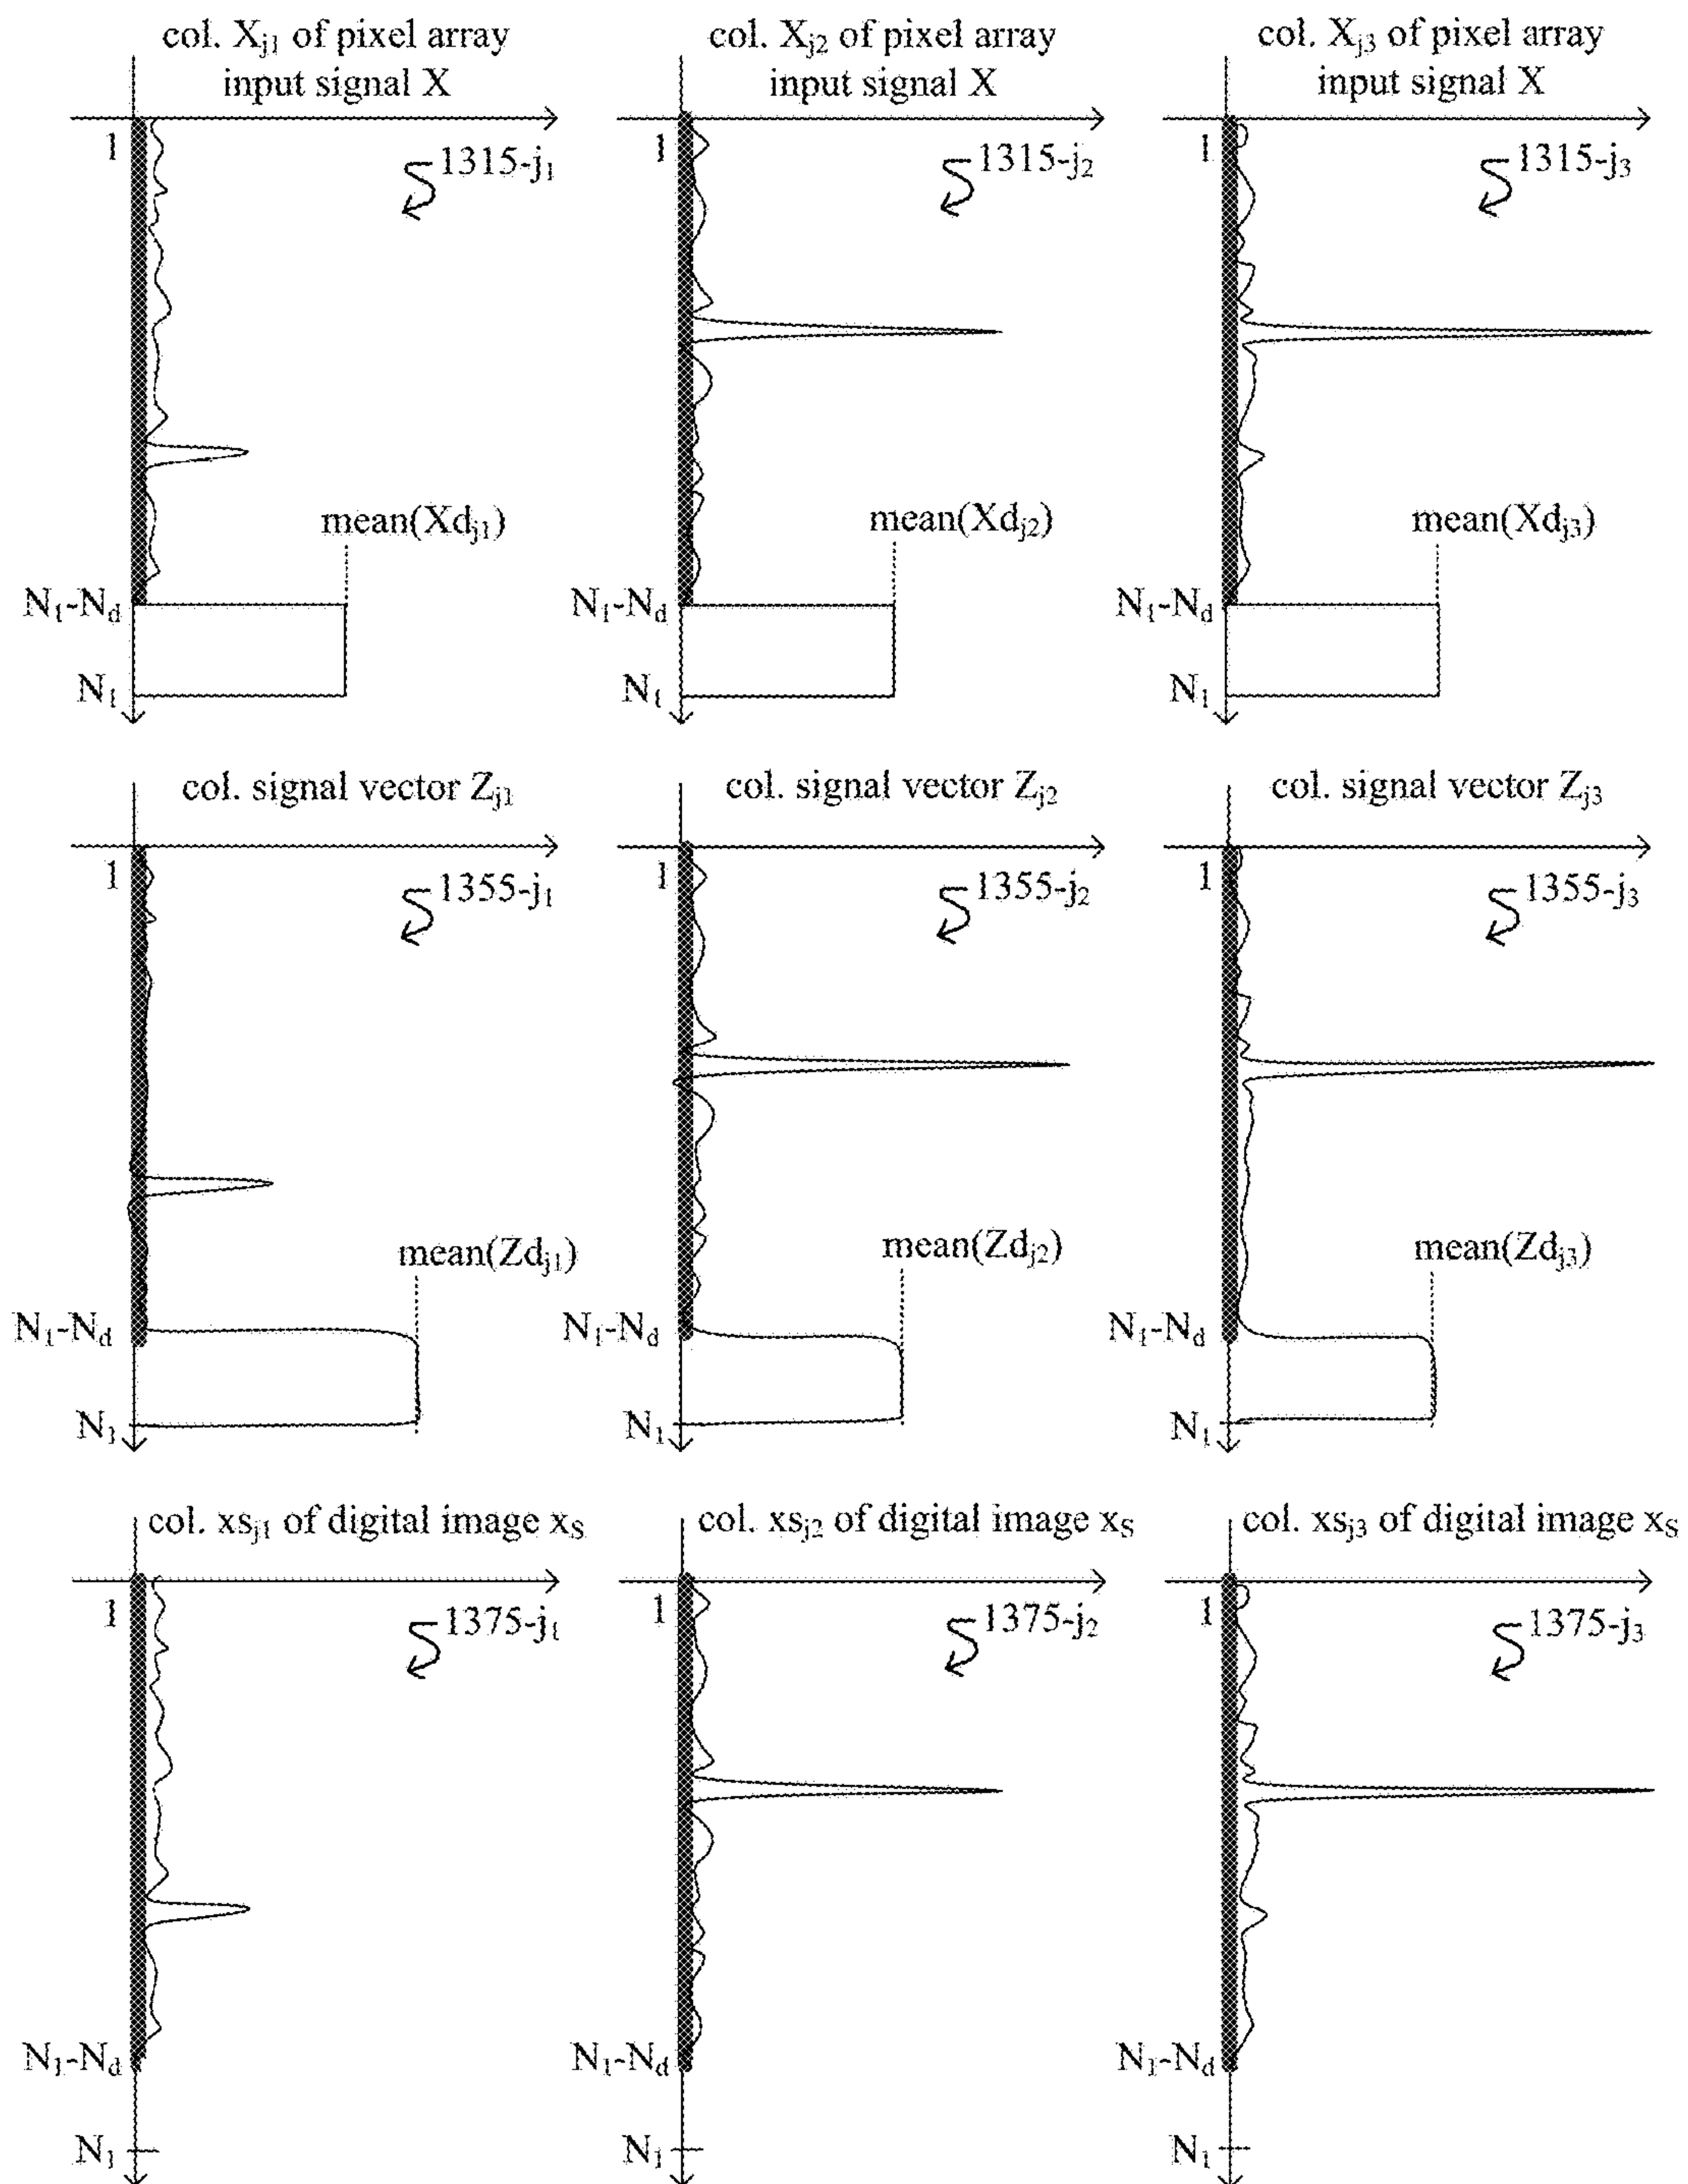 col. Xj1 of pixel array
input signal X
col. Xj2 of pixel array
input signal X
col. Xj3 of pixel array
input signal X
1
1315-j1
1
1315-j2
1
1315-j3
mean(Xdj1)
mean(Xdj2)
mean(Xdj3)
N1-Nd
N1-Nd
N1-Nd
N1
N1
N1
col. signal vector Zj1
col. signal vector Zj2
col. signal vector Zj3
1
1355-j1
1
1355-j2
1
1355-j3
mean(Zdj1)
mean(Zdj2)
mean(Zdj3)
N1-Nd
N1-Nd
N1-Nd
N1
N1
N1
col. xsj1 of digital image xS
col. xsj2 of digital image xS
col. xsj3 of digital image xS
1
1375-j1
1
1375-j2
1
1375-j3
N1-Nd
N1-Nd
N1-Nd
N1
N1
N1